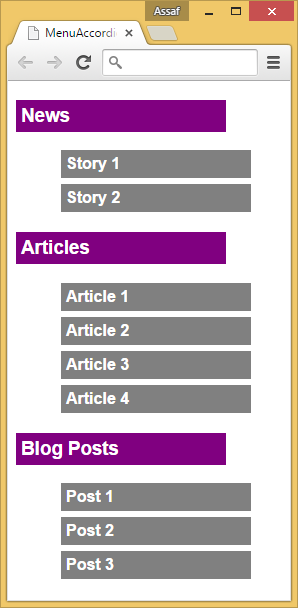 Assaf
MenuAccordi
News
Story 1
Story 2
Articles
Article 1
Article 2
Article 3
Article 4
Blog Posts
Post 1
Post 2
Post 3